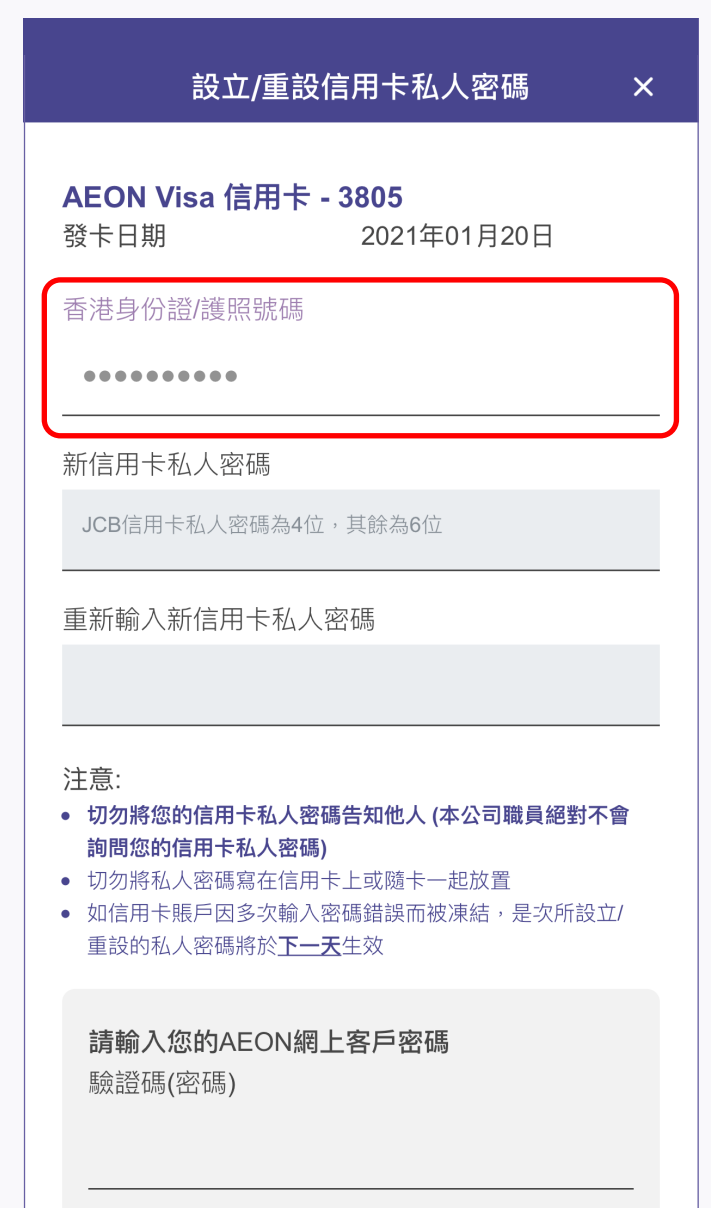 設立/重設信用卡私人密碼 ×
AEON Visa 信用卡 - 3805
發卡日期 2021年01月20日
香港身份證/護照號碼
●●●●●●●●●●
新信用卡私人密碼
JCB信用卡私人密碼為4位，其餘為6位
重新輸入新信用卡私人密碼
注意:
• 切勿將您的信用卡私人密碼告知他人 (本公司職員絕對不會
詢問您的信用卡私人密碼)
• 切勿將私人密碼寫在信用卡上或隨卡一起放置
• 如信用卡賬戶因多次輸入密碼錯誤而被凍結，是次所設立/
重設的私人密碼將於下一天生效
請輸入您的AEON網上客戶密碼
驗證碼(密碼)